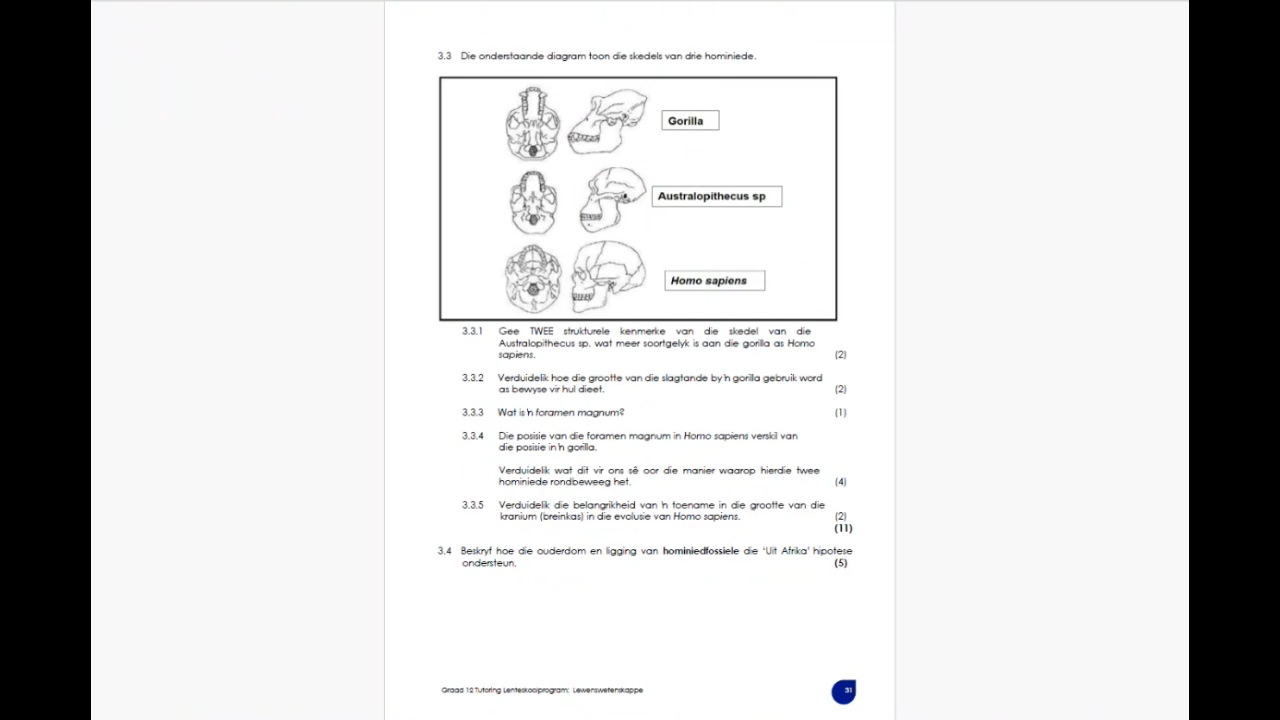 3.3 Die onderstaande diagram toon die skedels van drie hominiede.
Gorilla
Australopithecus sp
Homo sapiens
3.3.1 Gee TWEE strukturele kenmerke van die skedel van die
Australopithecus sp. wat meer soortgelyk is aan die gorilla as Homo
sapiens. (2)
3.3.2 Verduidelik hoe die grootte van die slagtande by 'n gorilla gebruik word
as bewyse vir hul dieet. (2)
3.3.3 Wat is 'n foramen magnum? (1)
3.3.4 Die posisie van die foramen magnum in Homo sapiens verskil van
die posisie in 'n gorilla.
Verduidelik wat dit vir ons sê oor die manier waarop hierdie twee
hominiede rondbeweeg het. (4)
3.3.5 Verduidelik die belangrikheid van 'n toename in die grootte van die
kranium (breinkas) in die evolusie van Homo sapiens. (2)
(11)
3.4 Beskryf hoe die ouderdom en ligging van hominiedfossiele die 'Uit Afrika' hipotese
ondersteun. (5)
Graad 12 Tutoring Lenteskoolprogram: Lewenswetenskappe 31